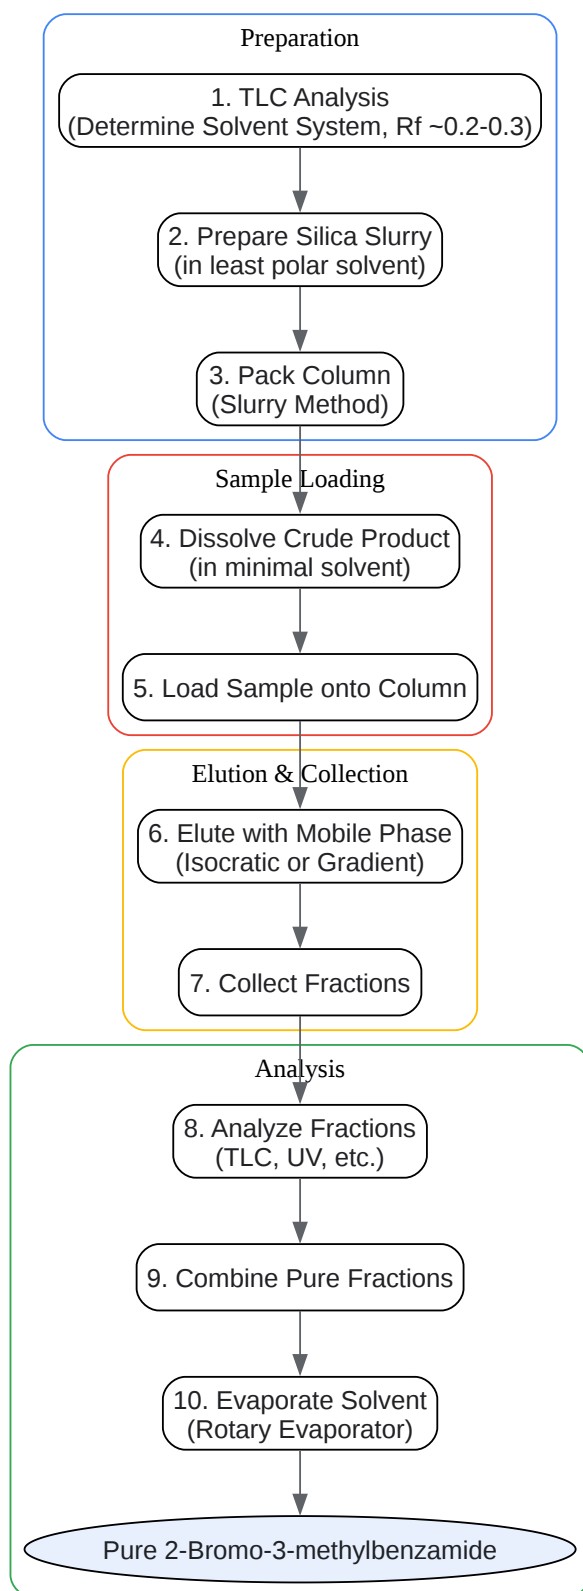 Preparation
1. TLC Analysis
(Determine Solvent System, Rf ~0.2-0.3)
2. Prepare Silica Slurry
(in least polar solvent)
3. Pack Column
(Slurry Method)
Sample Loading
4. Dissolve Crude Product
(in minimal solvent)
5. Load Sample onto Column
Elution & Collection
6. Elute with Mobile Phase
(Isocratic or Gradient)
7. Collect Fractions
Analysis
8. Analyze Fractions
(TLC, UV, etc.)
9. Combine Pure Fractions
10. Evaporate Solvent
(Rotary Evaporator)
Pure 2-Bromo-3-methylbenzamide